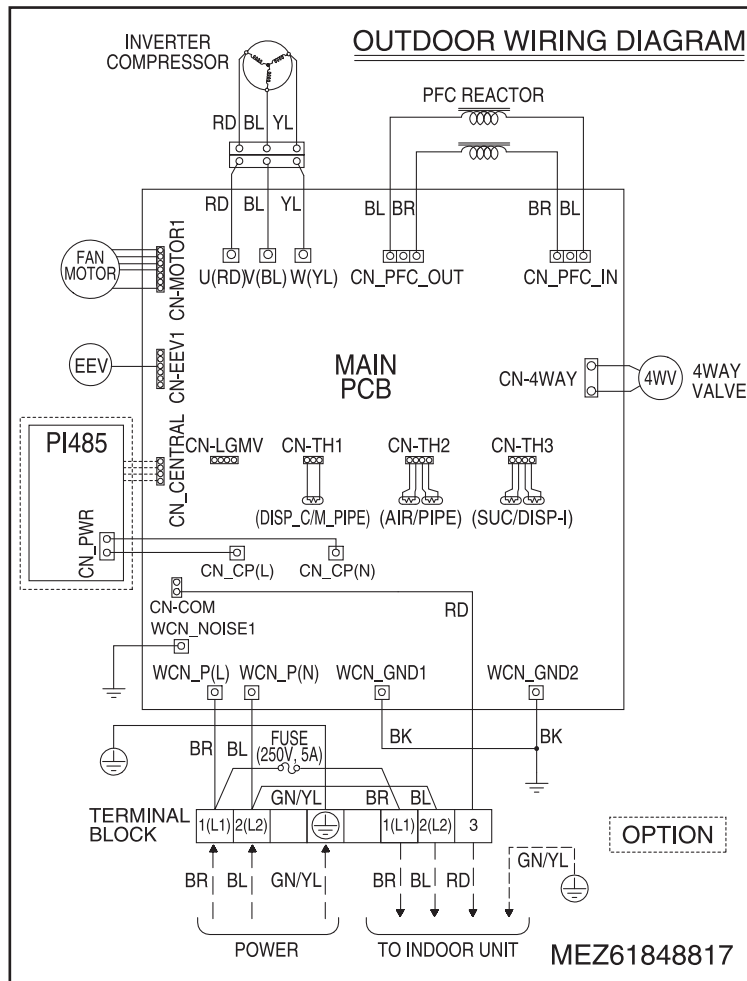 OUTDOOR WIRING DIAGRAM
INVERTER
COMPRESSOR
PFC REACTOR
RD BL YL
RD BL YL
BL BR
BR BL
FAN
MOTOR
CN-MOTOR1
U(RD) V(BL) W(YL)
CN_PFC_OUT
CN_PFC_IN
EEV
CN-EEV1
MAIN
PCB
CN-4WAY
4WV
4WAY
VALVE
PI485
CN_CENTRAL
CN-LGMV
CN-TH1
CN-TH2
CN-TH3
(DISP_C/M_PIPE)
(AIR/PIPE)
(SUC/DISP-I)
CN_PWR
CN_CP(L)
CN_CP(N)
CN-COM
RD
WCN_NOISE1
WCN_P(L)
WCN_P(N)
WCN_GND1
WCN_GND2
BR BL
FUSE
(250V, 5A)
BK
BK
GN/YL
BR BL
TERMINAL
BLOCK
1(L1) 2(L2) 1(L1) 2(L2) 3
OPTION
BR BL GN/YL
BR BL RD
GN/YL
POWER
TO INDOOR UNIT
MEZ61848817